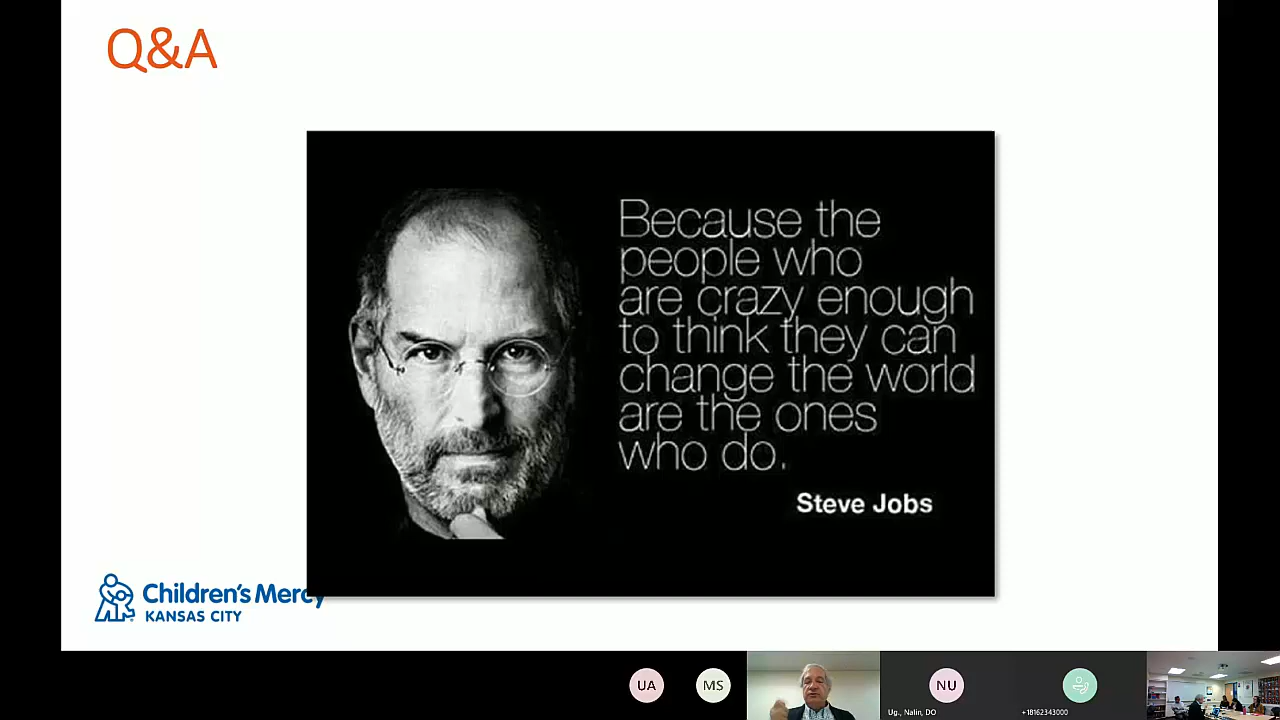 Q&A
Because the
people who
are crazy enough
to think they can
change the world
are the ones
who do.
Steve Jobs
Children's Mercy
KANSAS CITY
UA
MS
NU
Ug., Nalin, DO
+18162343000